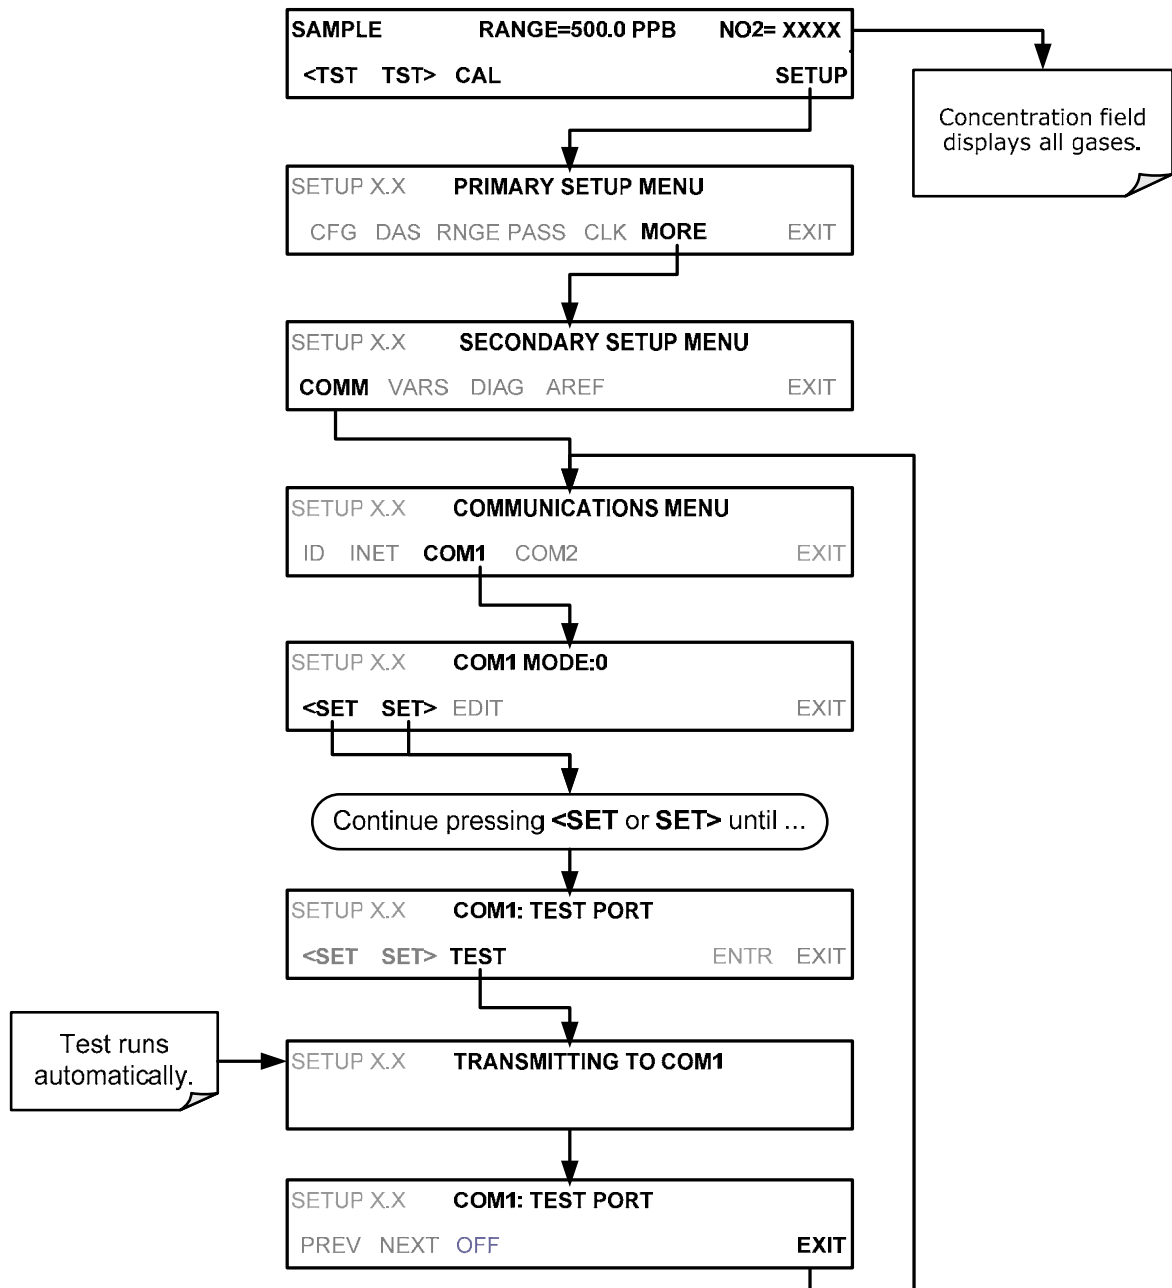 SAMPLE RANGE=500.0 PPB NO2= XXXX
<TST TST> CAL SETUP
Concentration field
displays all gases.
SETUP X.X PRIMARY SETUP MENU
CFG DAS RNGE PASS CLK MORE EXIT
SETUP X.X SECONDARY SETUP MENU
COMM VARS DIAG AREF EXIT
SETUP X.X COMMUNICATIONS MENU
ID INET COM1 COM2 EXIT
SETUP X.X COM1 MODE:0
<SET SET> EDIT EXIT
Continue pressing <SET or SET> until ...
SETUP X.X COM1: TEST PORT
<SET SET> TEST ENTR EXIT
Test runs
automatically.
SETUP X.X TRANSMITTING TO COM1
SETUP X.X COM1: TEST PORT
PREV NEXT OFF EXIT